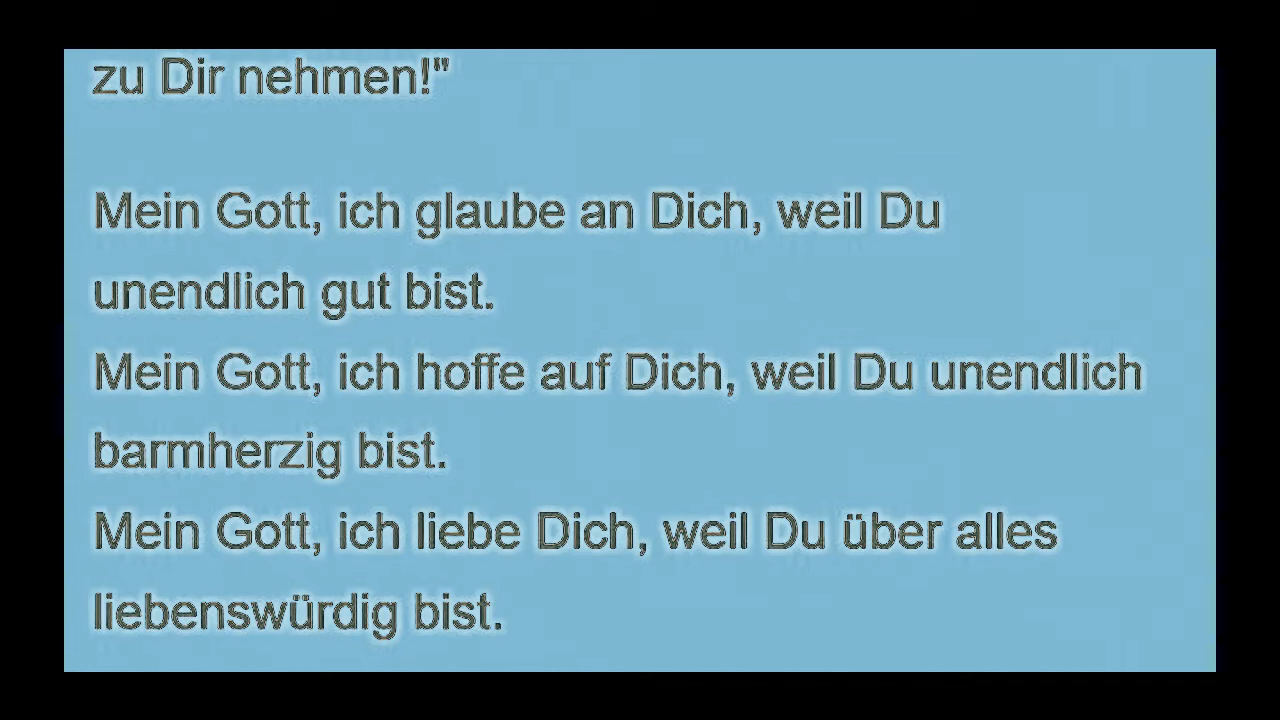 zu Dir nehmen!"
Mein Gott, ich glaube an Dich, weil Du
unendlich gut bist.
Mein Gott, ich hoffe auf Dich, weil Du unendlich
barmherzig bist.
Mein Gott, ich liebe Dich, weil Du über alles
liebenswürdig bist.